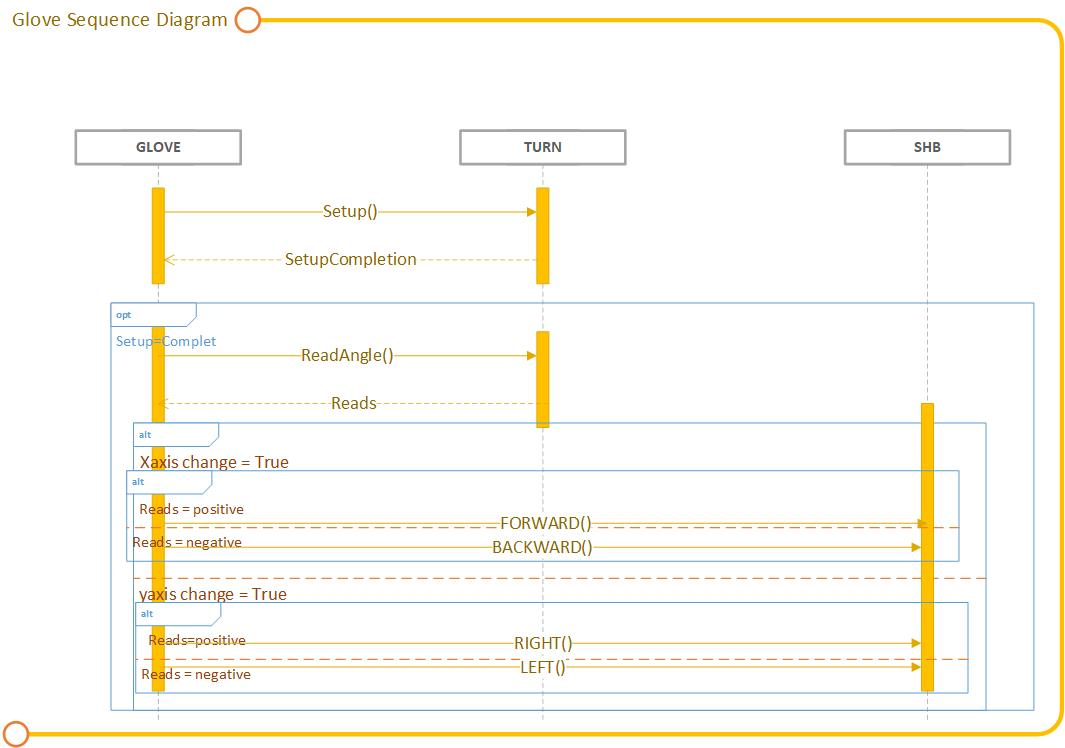 Glove Sequence Diagram
GLOVE
TURN
SHB
Setup()
SetupCompletion
opt
Setup=Complet
ReadAngle()
Reads
alt
Xaxis change = True
alt
Reads = positive
FORWARD()
Reads = negative
BACKWARD()
yaxis change = True
alt
Reads=positive
RIGHT()
LEFT()
Reads = negative